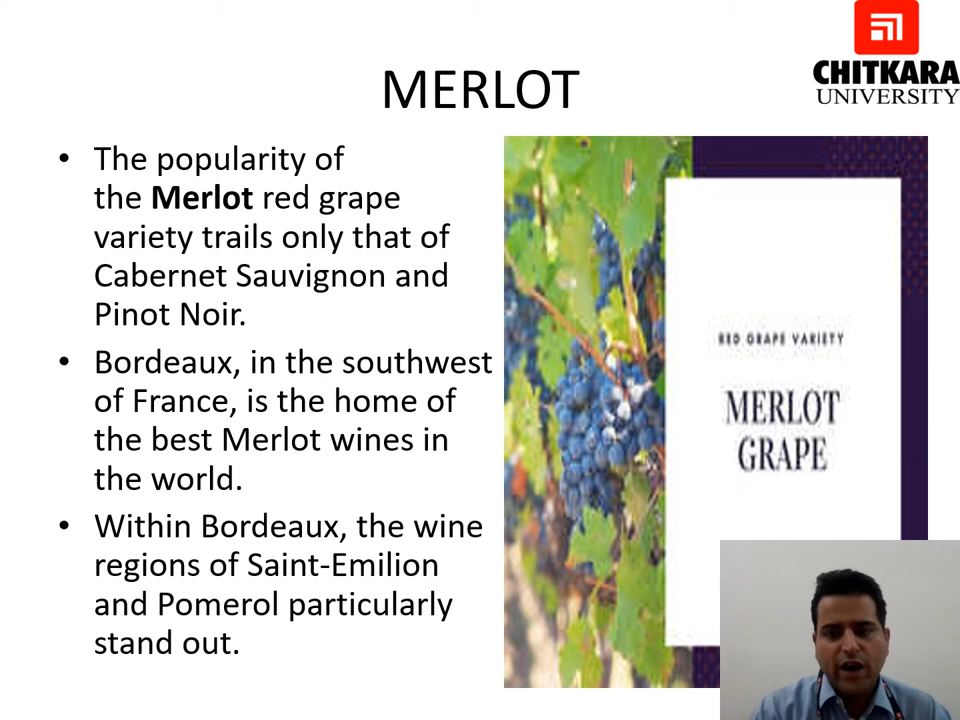 CHITKARA
UNIVERSITY
MERLOT
• The popularity of
the Merlot red grape
variety trails only that of
Cabernet Sauvignon and
Pinot Noir.
• Bordeaux, in the southwest
of France, is the home of
the best Merlot wines in
the world.
• Within Bordeaux, the wine
regions of Saint-Emilion
and Pomerol particularly
stand out.
RED GRAPE VARIETY
MERLOT
GRAPE